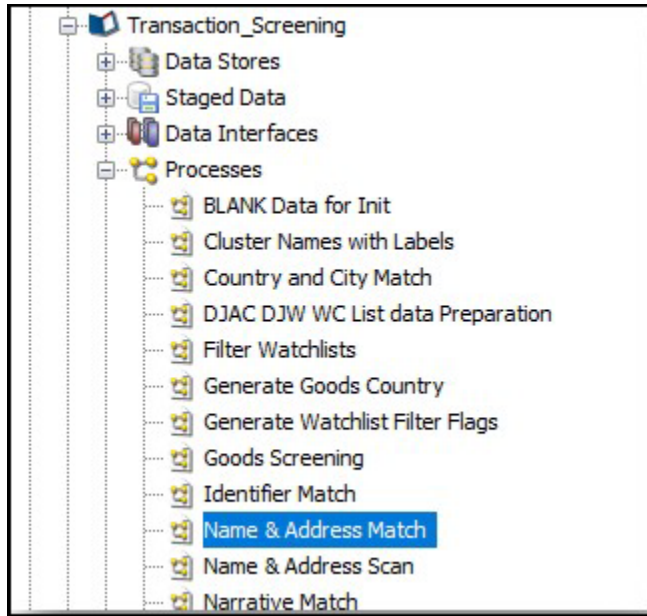 Transaction_Screening
Data Stores
Staged Data
Data Interfaces
Processes
BLANK Data for Init
Cluster Names with Labels
Country and City Match
DJAC DJW WC List data Preparation
Filter Watchlists
Generate Goods Country
Generate Watchlist Filter Flags
Goods Screening
Identifier Match
Name & Address Match
Name & Address Scan
Narrative Match